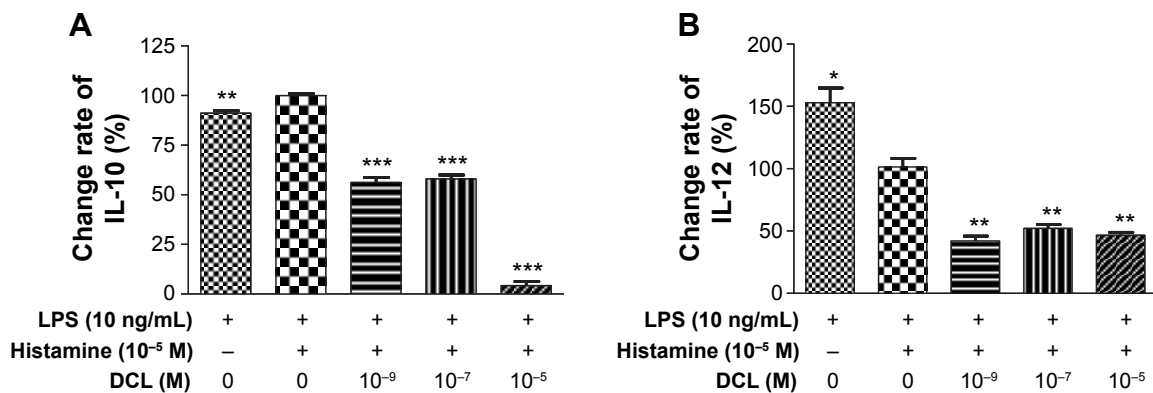 A
Change rate of
IL-10 (%)
125
100
75
50
25
0
**
***
***
***
LPS (10 ng/mL) + + + + +
Histamine (10⁻⁵ M) – + + + +
DCL (M) 0 0 10⁻⁹ 10⁻⁷ 10⁻⁵
B
Change rate of
IL-12 (%)
200
150
100
50
0
*
**
**
**
LPS (10 ng/mL) + + + + +
Histamine (10⁻⁵ M) – + + + +
DCL (M) 0 0 10⁻⁹ 10⁻⁷ 10⁻⁵